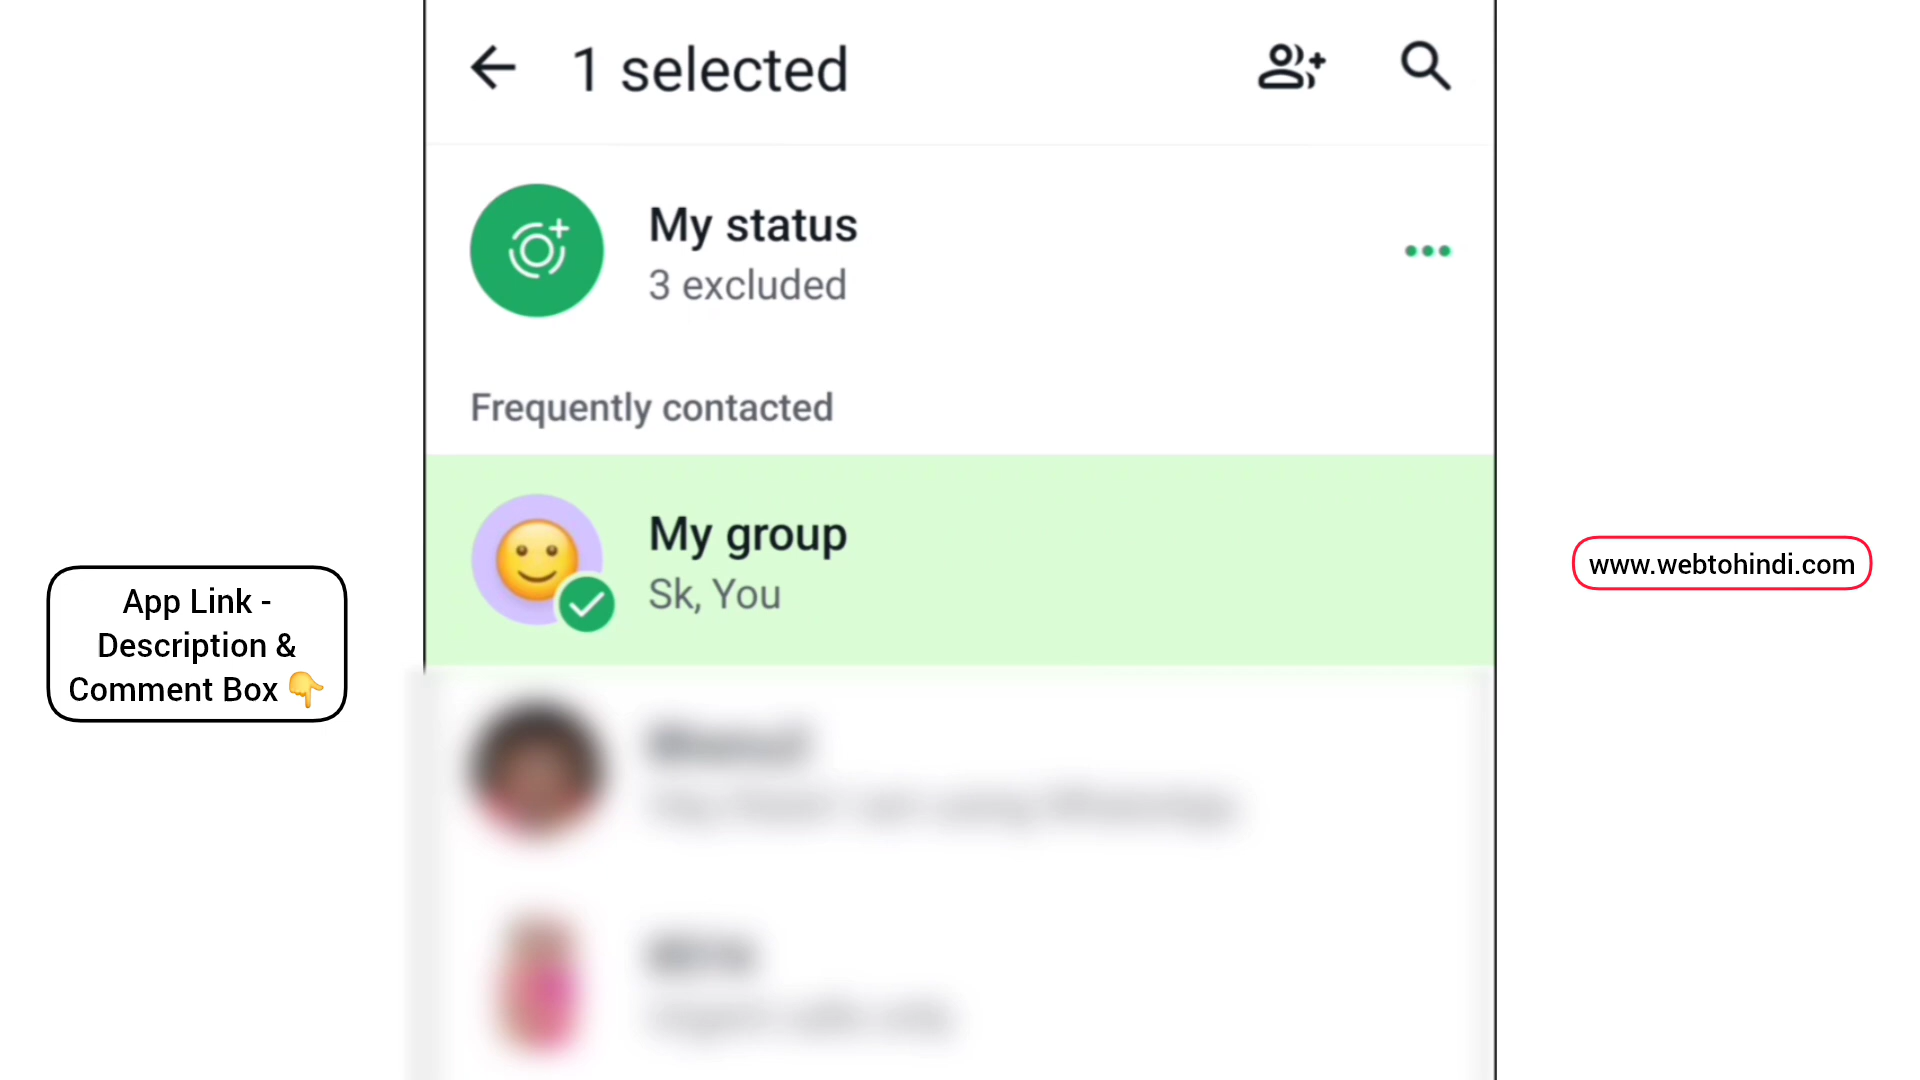 1 selected
My status
3 excluded
Frequently contacted
My group
Sk, You
App Link -
Description &
Comment Box 👇
www.webtohindi.com